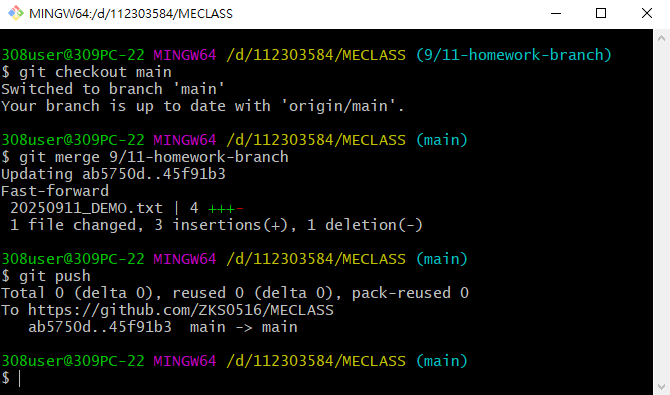 MINGW64:/d/112303584/MECLASS
308user@309PC-22 MINGW64 /d/112303584/MECLASS (9/11-homework-branch)
$ git checkout main
Switched to branch 'main'
Your branch is up to date with 'origin/main'.
308user@309PC-22 MINGW64 /d/112303584/MECLASS (main)
$ git merge 9/11-homework-branch
Updating ab5750d..45f91b3
Fast-forward
 20250911_DEMO.txt | 4 +++-
 1 file changed, 3 insertions(+), 1 deletion(-)
308user@309PC-22 MINGW64 /d/112303584/MECLASS (main)
$ git push
Total 0 (delta 0), reused 0 (delta 0), pack-reused 0
To https://github.com/ZKS0516/MECLASS
   ab5750d..45f91b3  main -> main
308user@309PC-22 MINGW64 /d/112303584/MECLASS (main)
$